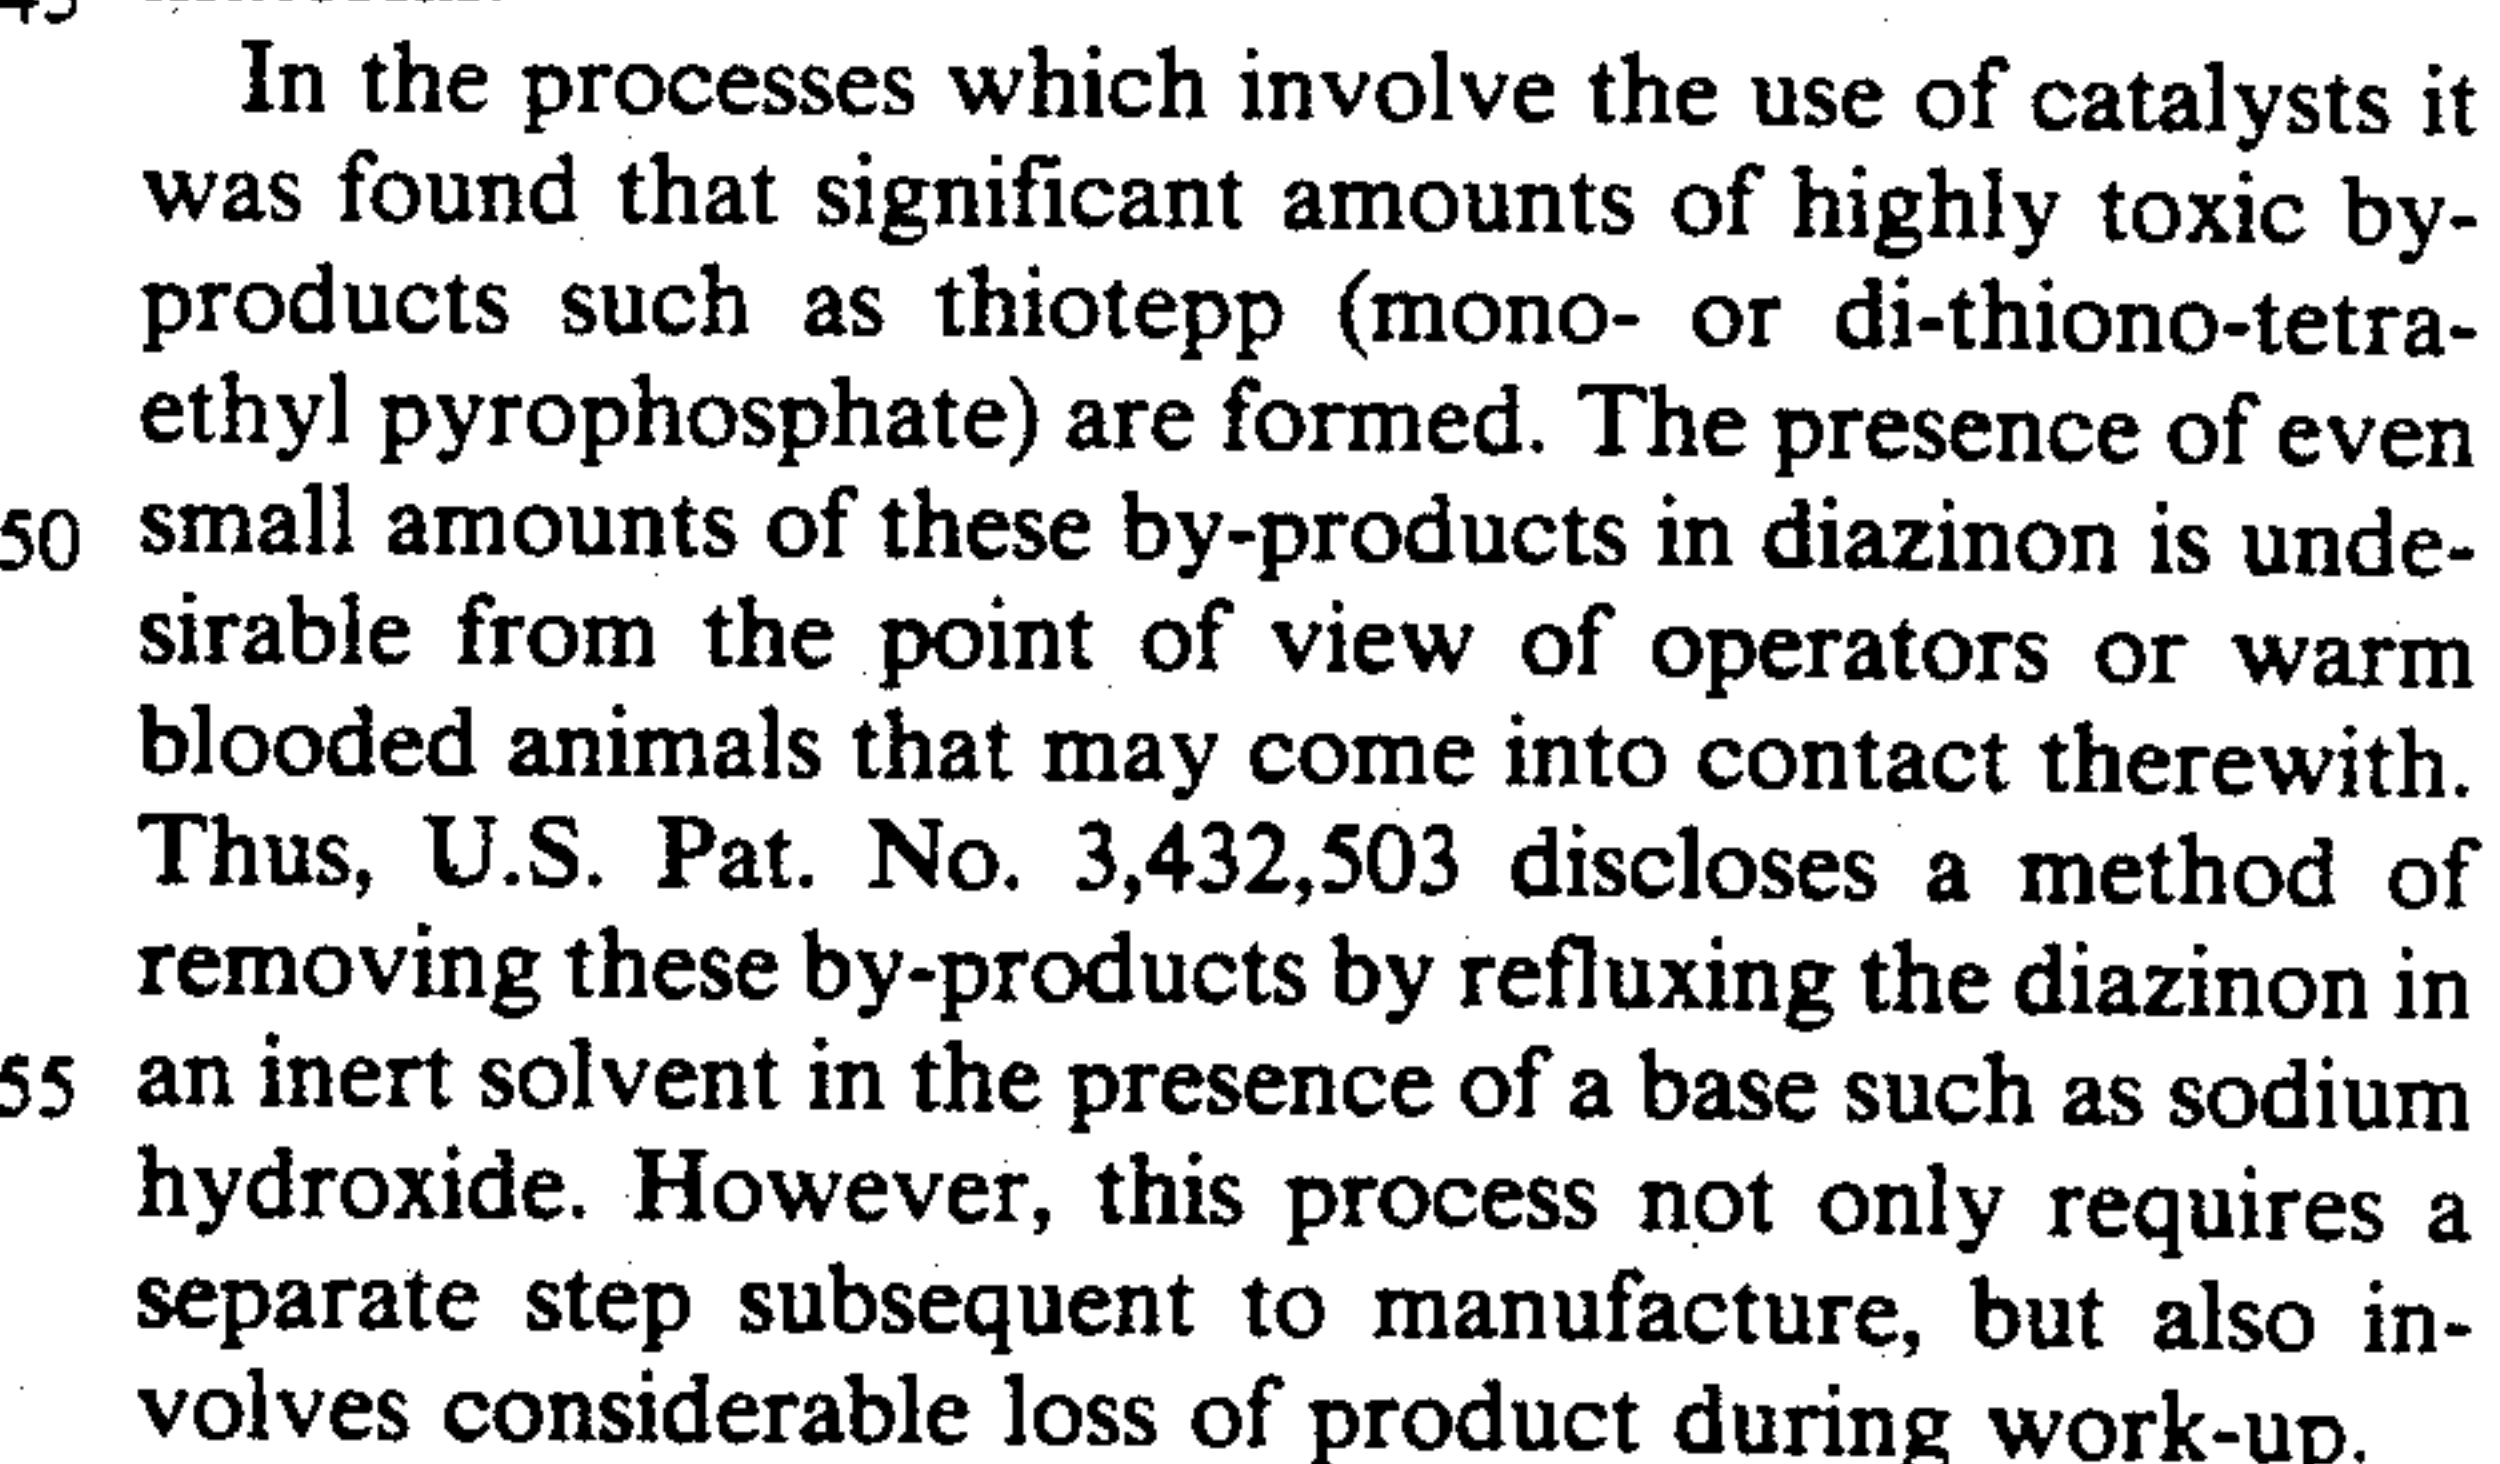 In the processes which involve the use of catalysts it
was found that significant amounts of highly toxic by-
products such as thiotepp (mono- or di-thiono-tetra-
ethyl pyrophosphate) are formed. The presence of even
50 small amounts of these by-products in diazinon is unde-
sirable from the point of view of operators or warm
blooded animals that may come into contact therewith.
Thus, U.S. Pat. No. 3,432,503 discloses a method of
removing these by-products by refluxing the diazinon in
55 an inert solvent in the presence of a base such as sodium
hydroxide. However, this process not only requires a
separate step subsequent to manufacture, but also in-
volves considerable loss of product during work-up.